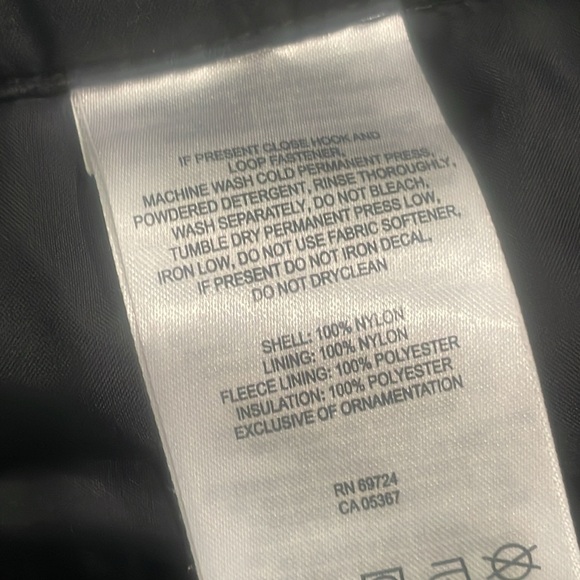 IF PRESENT CLOSE HOOK AND
LOOP FASTENER,
MACHINE WASH COLD PERMANENT PRESS,
POWDERED DETERGENT, RINSE THOROUGHLY,
WASH SEPARATELY, DO NOT BLEACH,
TUMBLE DRY PERMANENT PRESS LOW,
IRON LOW, DO NOT USE FABRIC SOFTENER,
IF PRESENT DO NOT IRON DECAL,
DO NOT DRYCLEAN
SHELL: 100% NYLON
LINING: 100% NYLON
FLEECE LINING: 100% POLYESTER
INSULATION: 100% POLYESTER
EXCLUSIVE OF ORNAMENTATION
RN 69724
CA 05367